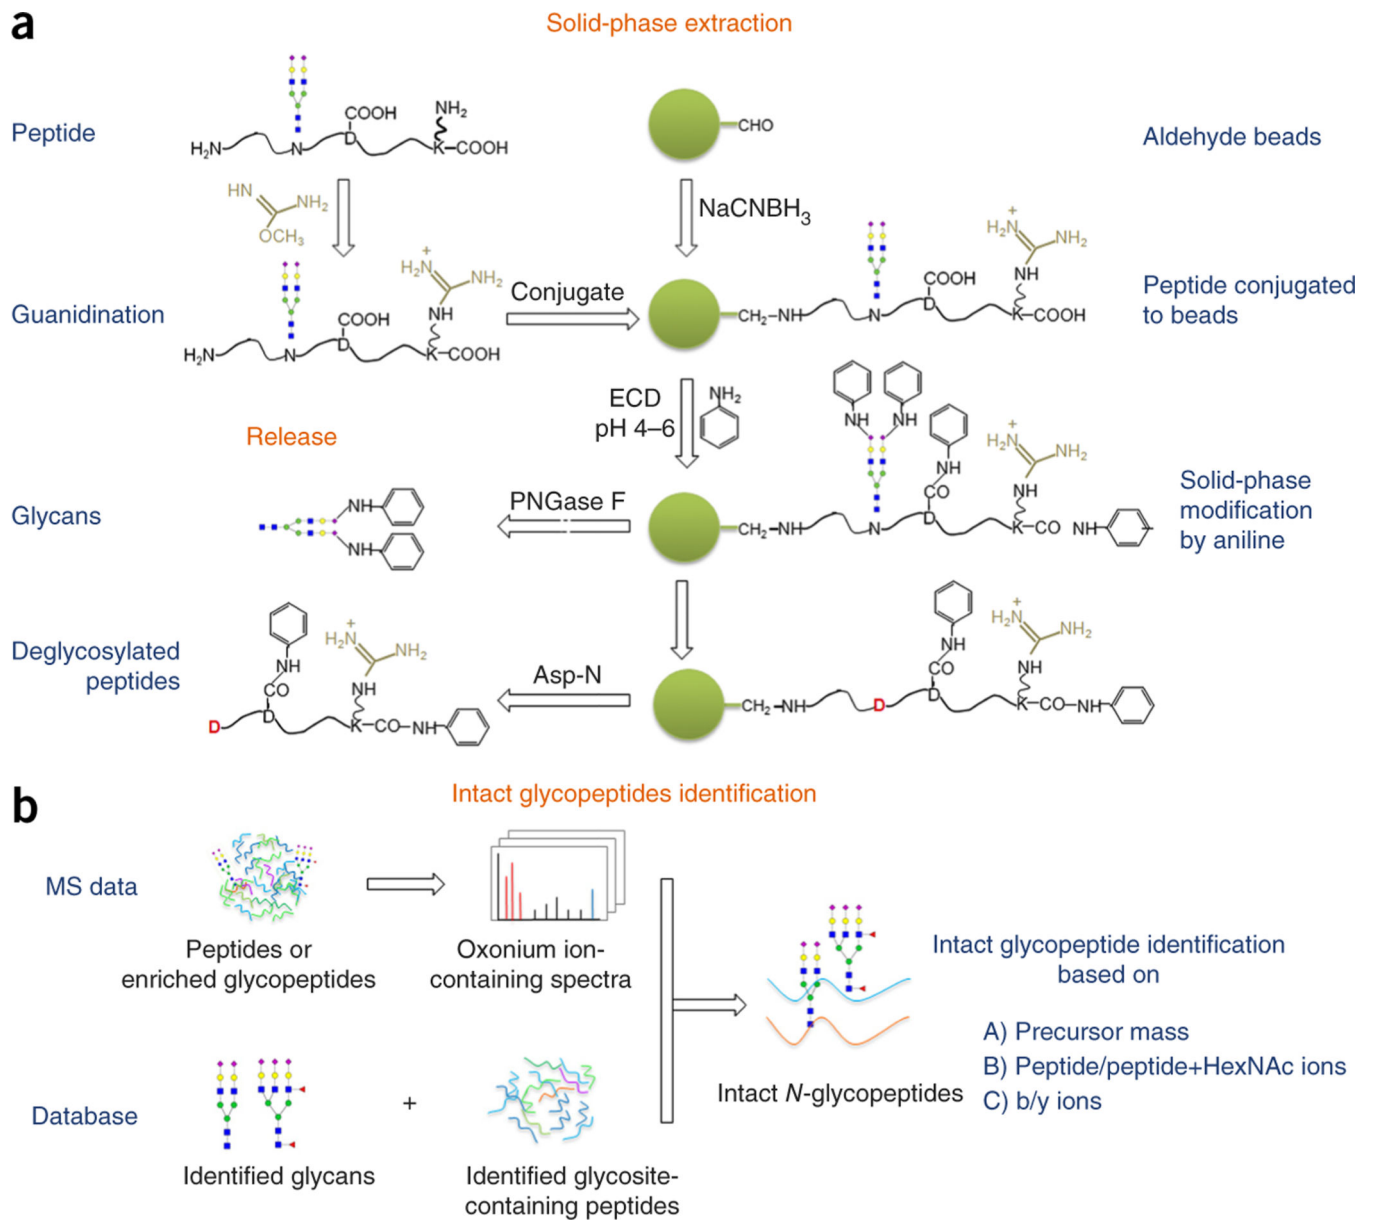 a
Solid-phase extraction
Peptide
H₂N
N
D
COOH
NH₂
K
COOH
CHO
Aldehyde beads
HN
NH₂
OCH₃
NaCNBH₃
Guanidination
H₂N
N
D
COOH
H₂N
+
NH₂
NH
K
COOH
Conjugate
CH₂–NH
N
D
COOH
H₂N
+
NH₂
NH
K
COOH
Peptide conjugated
to beads
Release
ECD
pH 4–6
NH₂
Glycans
NH
NH
PNGase F
CH₂–NH
N
NH
NH
D
CO
NH
H₂N
+
NH₂
NH
K
CO
NH
Solid-phase
modification
by aniline
Deglycosylated
peptides
D
D
CO
NH
H₂N
+
NH₂
NH
K
CO
NH
Asp-N
CH₂–NH
D
D
CO
NH
H₂N
+
NH₂
NH
K
CO
NH
b
Intact glycopeptides identification
MS data
Peptides or
enriched glycopeptides
Oxonium ion-
containing spectra
Database
+
Identified glycans
Identified glycosite-
containing peptides
Intact N-glycopeptides
Intact glycopeptide identification
based on
A) Precursor mass
B) Peptide/peptide+HexNAc ions
C) b/y ions